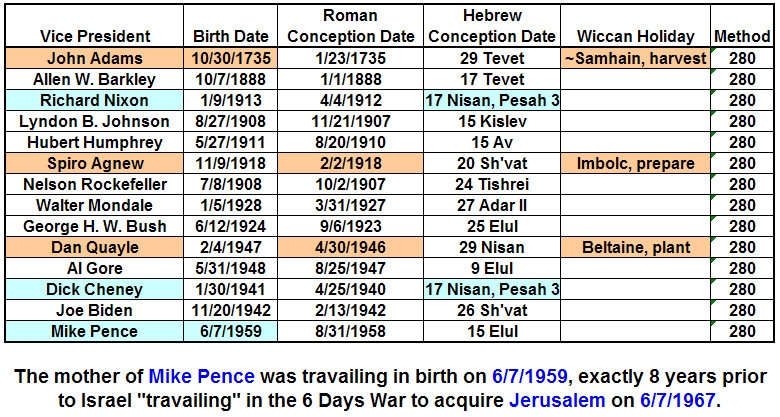 Vice President | Birth Date | Roman Conception Date | Hebrew Conception Date | Wiccan Holiday | Method
John Adams | 10/30/1735 | 1/23/1735 | 29 Tevet | ~Samhain, harvest | 280
Allen W. Barkley | 10/7/1888 | 1/1/1888 | 17 Tevet | | 280
Richard Nixon | 1/9/1913 | 4/4/1912 | 17 Nisan, Pesah 3 | | 280
Lyndon B. Johnson | 8/27/1908 | 11/21/1907 | 15 Kislev | | 280
Hubert Humphrey | 5/27/1911 | 8/20/1910 | 15 Av | | 280
Spiro Agnew | 11/9/1918 | 2/2/1918 | 20 Sh'vat | Imbolc, prepare | 280
Nelson Rockefeller | 7/8/1908 | 10/2/1907 | 24 Tishrei | | 280
Walter Mondale | 1/5/1928 | 3/31/1927 | 27 Adar II | | 280
George H. W. Bush | 6/12/1924 | 9/6/1923 | 25 Elul | | 280
Dan Quayle | 2/4/1947 | 4/30/1946 | 29 Nisan | Beltaine, plant | 280
Al Gore | 5/31/1948 | 8/25/1947 | 9 Elul | | 280
Dick Cheney | 1/30/1941 | 4/25/1940 | 17 Nisan, Pesah 3 | | 280
Joe Biden | 11/20/1942 | 2/13/1942 | 26 Sh'vat | | 280
Mike Pence | 6/7/1959 | 8/31/1958 | 15 Elul | | 280
The mother of Mike Pence was travailing in birth on 6/7/1959, exactly 8 years prior
to Israel "travailing" in the 6 Days War to acquire Jerusalem on 6/7/1967.